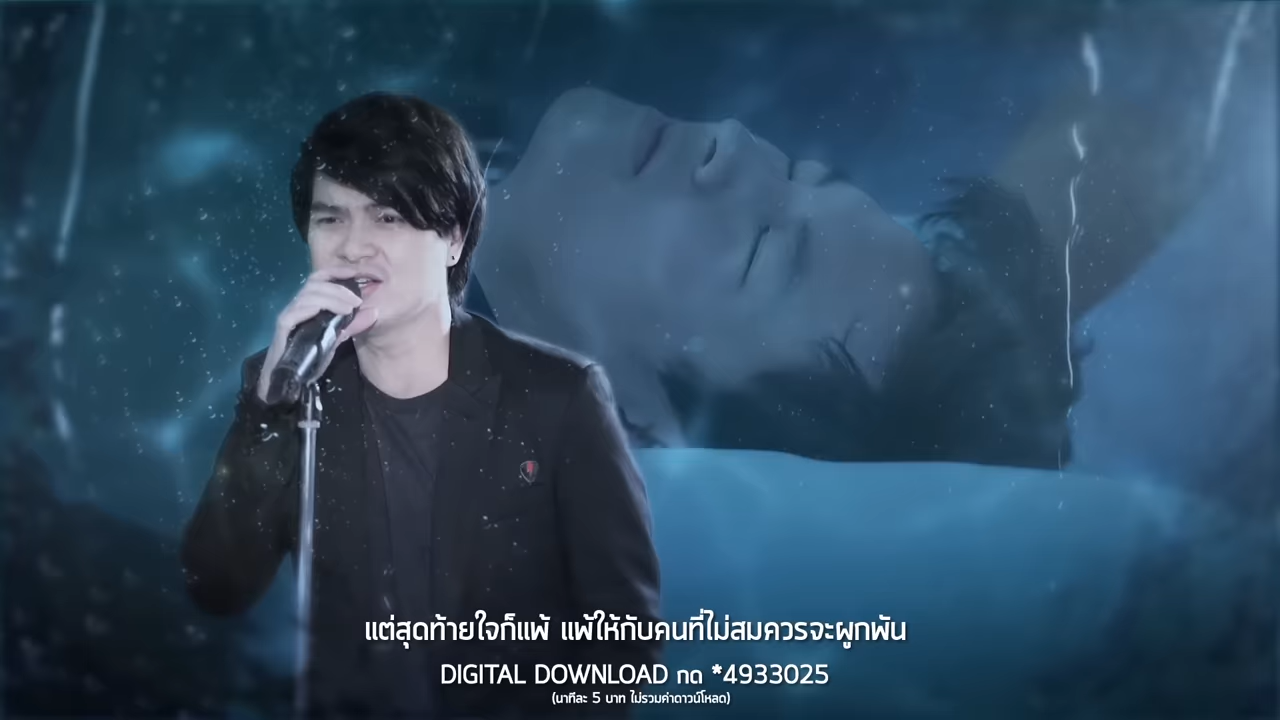 แต่สุดท้ายใจก็แพ้ แพ้ให้กับคนที่ไม่สมควรจะผูกพัน
DIGITAL DOWNLOAD กด *4933025
(นาทีละ 5 บาท ไม่รวมค่าดาวน์โหลด)